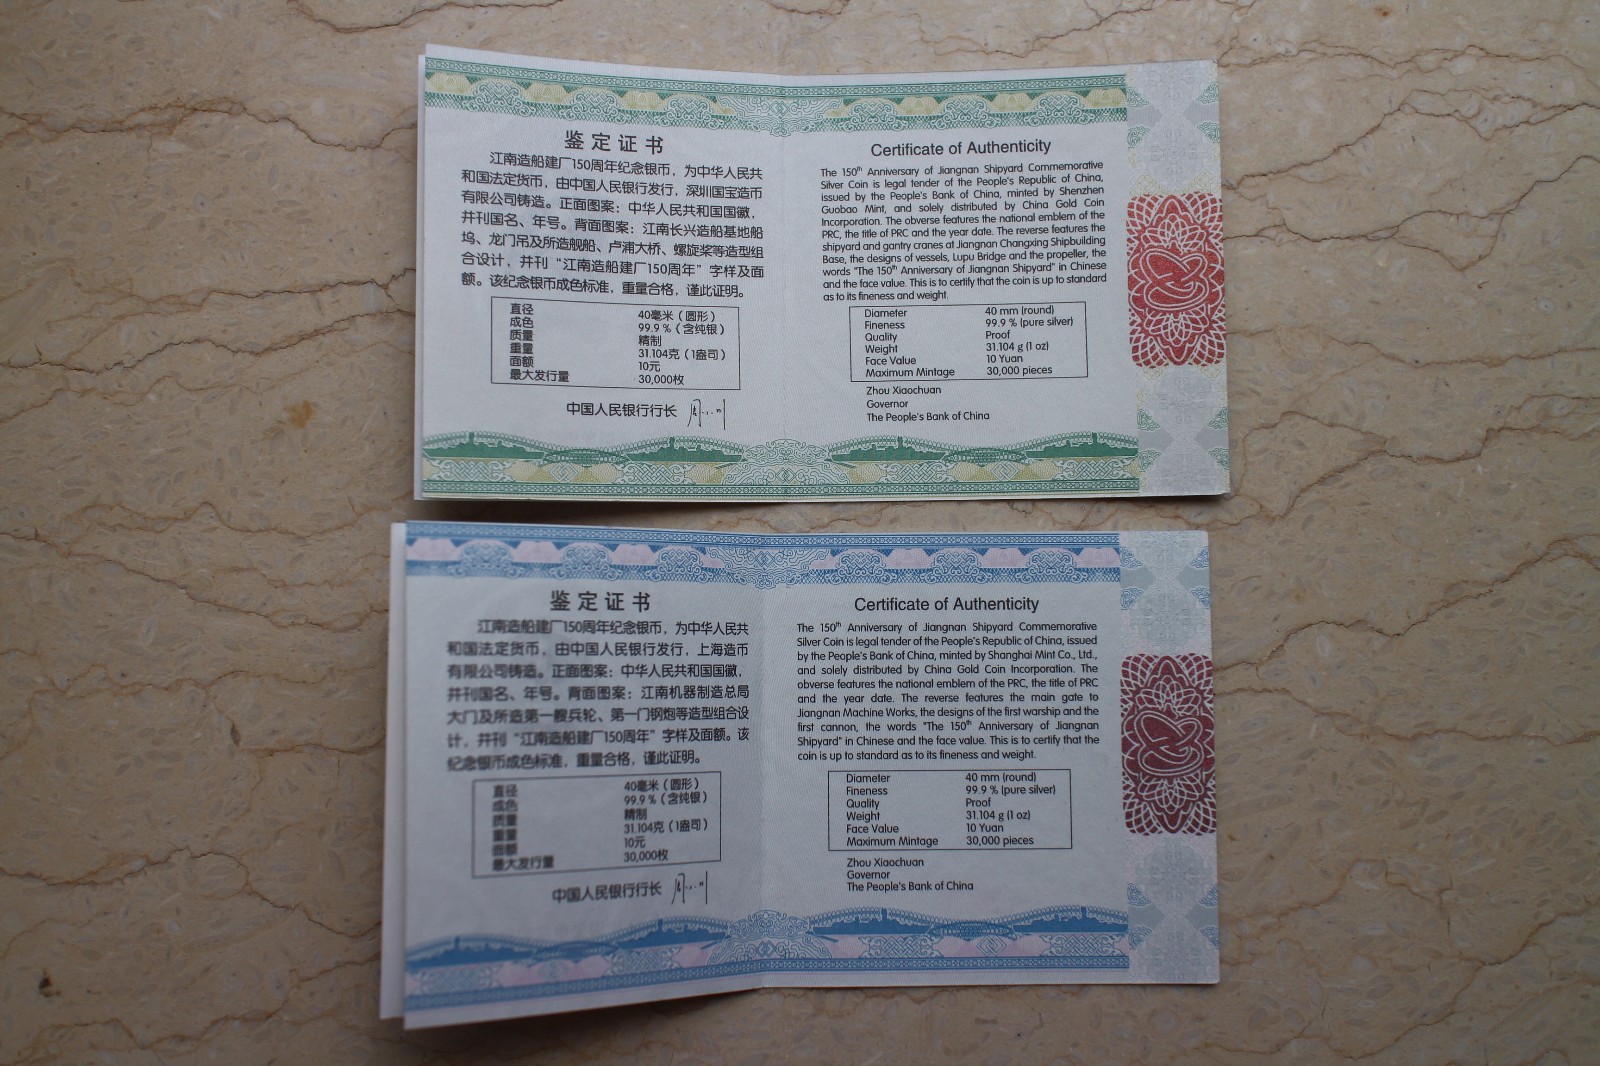 鉴定证书
江南造船建厂150周年纪念银币，为中华人民共
和国法定货币，由中国人民银行发行，深圳国宝造币
有限公司铸造。正面图案：中华人民共和国国徽，
并刊国名、年号。背面图案：江南长兴造船基地船
坞、龙门吊及所造舰船、卢浦大桥、螺旋桨等造型组
合设计，并刊“江南造船建厂150周年”字样及面
额。该纪念银币成色标准，重量合格，谨此证明。
直径 40毫米（圆形）
成色 99.9％（含纯银）
质量 精制
重量 31.104克（1盎司）
面额 10元
最大发行量 30,000枚
中国人民银行行长
Certificate of Authenticity
The 150th Anniversary of Jiangnan Shipyard Commemorative
Silver Coin is legal tender of the People's Republic of China,
issued by the People's Bank of China, minted by Shenzhen
Guobao Mint, and solely distributed by China Gold Coin
Incorporation. The obverse features the national emblem of the
PRC, the title of PRC and the year date. The reverse features the
shipyard and gantry cranes at Jiangnan Changxing Shipbuilding
Base, the designs of vessels, Lupu Bridge and the propeller, the
words "The 150th Anniversary of Jiangnan Shipyard" in Chinese
and the face value. This is to certify that the coin is up to standard
as to its fineness and weight.
Diameter 40 mm (round)
Fineness 99.9 % (pure silver)
Quality Proof
Weight 31.104 g (1 oz)
Face Value 10 Yuan
Maximum Mintage 30,000 pieces
Zhou Xiaochuan
Governor
The People's Bank of China
鉴定证书
江南造船建厂150周年纪念银币，为中华人民共
和国法定货币，由中国人民银行发行，上海造币
有限公司铸造。正面图案：中华人民共和国国徽，
并刊国名、年号。背面图案：江南机器制造总局
大门及所造第一艘兵轮、第一门钢炮等造型组合设
计，并刊“江南造船建厂150周年”字样及面额。该
纪念银币成色标准，重量合格，谨此证明。
直径 40毫米（圆形）
成色 99.9％（含纯银）
质量 精制
重量 31.104克（1盎司）
面额 10元
最大发行量 30,000枚
中国人民银行行长
Certificate of Authenticity
The 150th Anniversary of Jiangnan Shipyard Commemorative
Silver Coin is legal tender of the People's Republic of China, issued
by the People's Bank of China, minted by Shanghai Mint Co., Ltd.,
and solely distributed by China Gold Coin Incorporation. The
obverse features the national emblem of the PRC, the title of PRC
and the year date. The reverse features the main gate to
Jiangnan Machine Works, the designs of the first warship and the
first cannon, the words "The 150th Anniversary of Jiangnan
Shipyard" in Chinese and the face value. This is to certify that the
coin is up to standard as to its fineness and weight.
Diameter 40 mm (round)
Fineness 99.9 % (pure silver)
Quality Proof
Weight 31.104 g (1 oz)
Face Value 10 Yuan
Maximum Mintage 30,000 pieces
Zhou Xiaochuan
Governor
The People's Bank of China